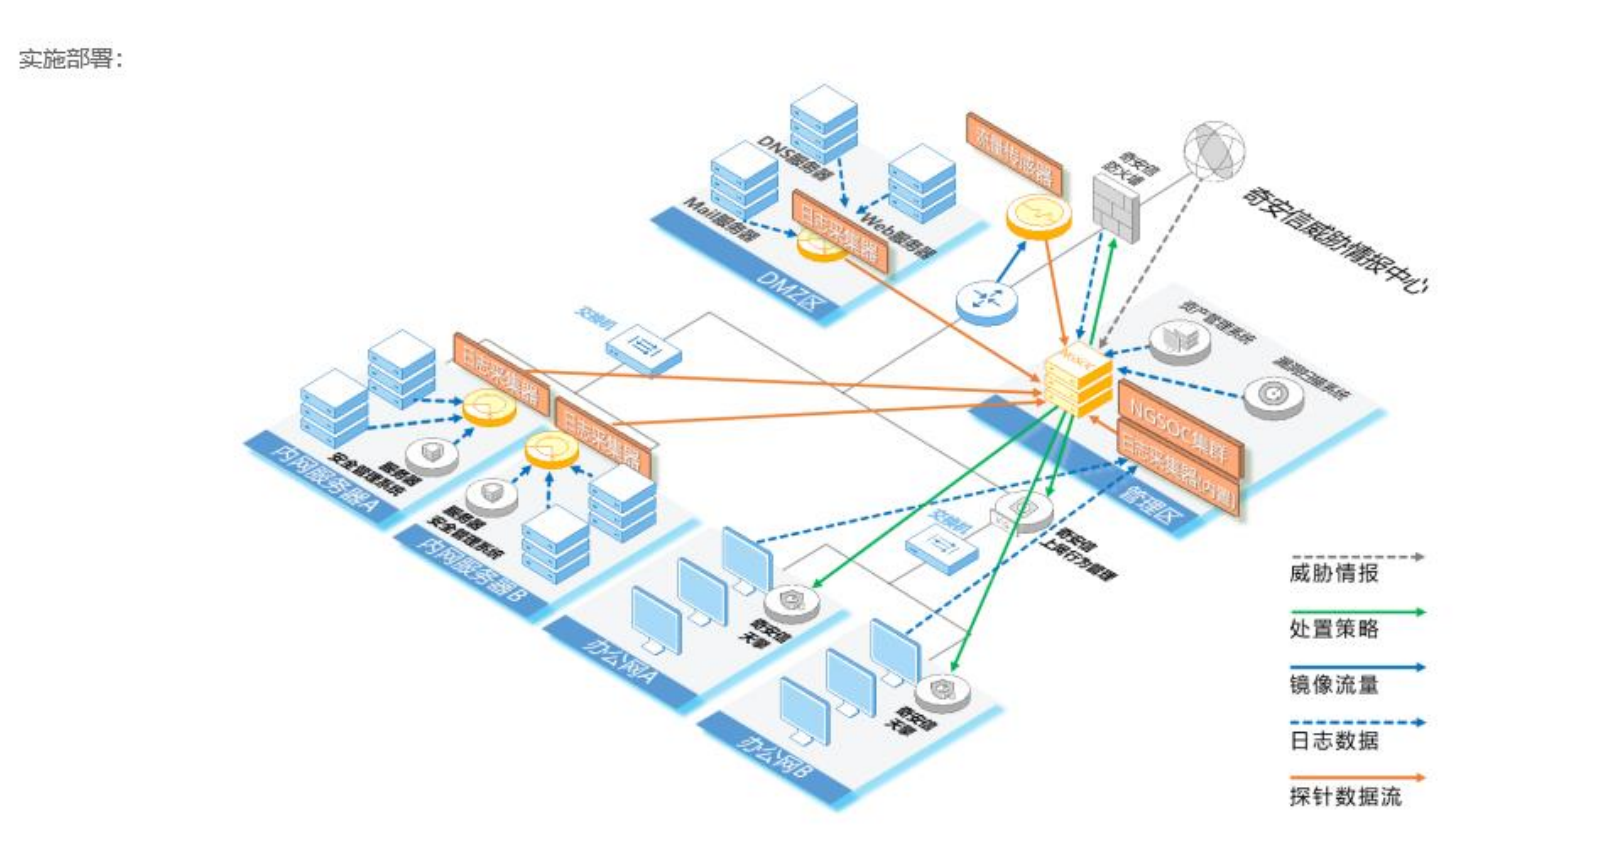 实施部署：
DNS服务器
Mail服务器
Web服务器
日志采集器
DMZ区
流量传感器
奇安信
防火墙
奇安信威胁情报中心
交换机
资产管理系统
漏洞扫描系统
NGSOC
NGSOC集群
日志采集器(内置)
管理区
日志采集器
日志采集器
服务器
安全管理系统
内网服务器A
服务器
安全管理系统
内网服务器B
交换机
奇安信
上网行为管理
奇安信
天擎
办公网A
奇安信
天擎
办公网B
威胁情报
处置策略
镜像流量
日志数据
探针数据流